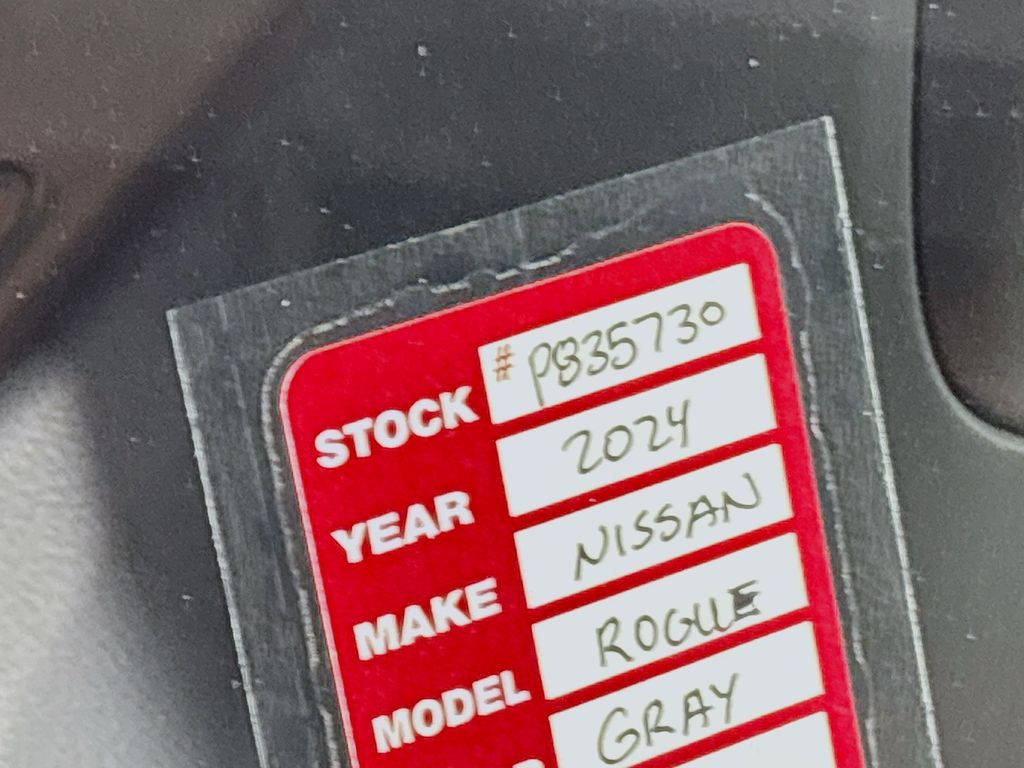 STOCK # P835730
YEAR 2024
MAKE NISSAN
MODEL ROGUE
GRAY